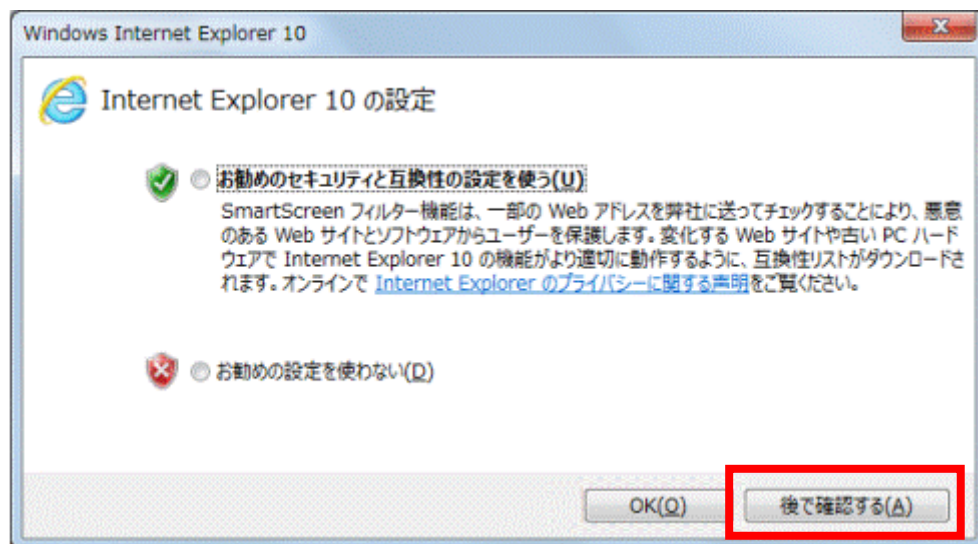 Windows Internet Explorer 10
Internet Explorer 10 の設定
お勧めのセキュリティと互換性の設定を使う(U)
SmartScreen フィルター機能は、一部の Web アドレスを弊社に送ってチェックすることにより、悪意
のある Web サイトとソフトウェアからユーザーを保護します。変化する Web サイトや古い PC ハード
ウェアで Internet Explorer 10 の機能がより適切に動作するように、互換性リストがダウンロードさ
れます。オンラインで Internet Explorer のプライバシーに関する声明をご覧ください。
お勧めの設定を使わない(D)
OK(O)
後で確認する(A)